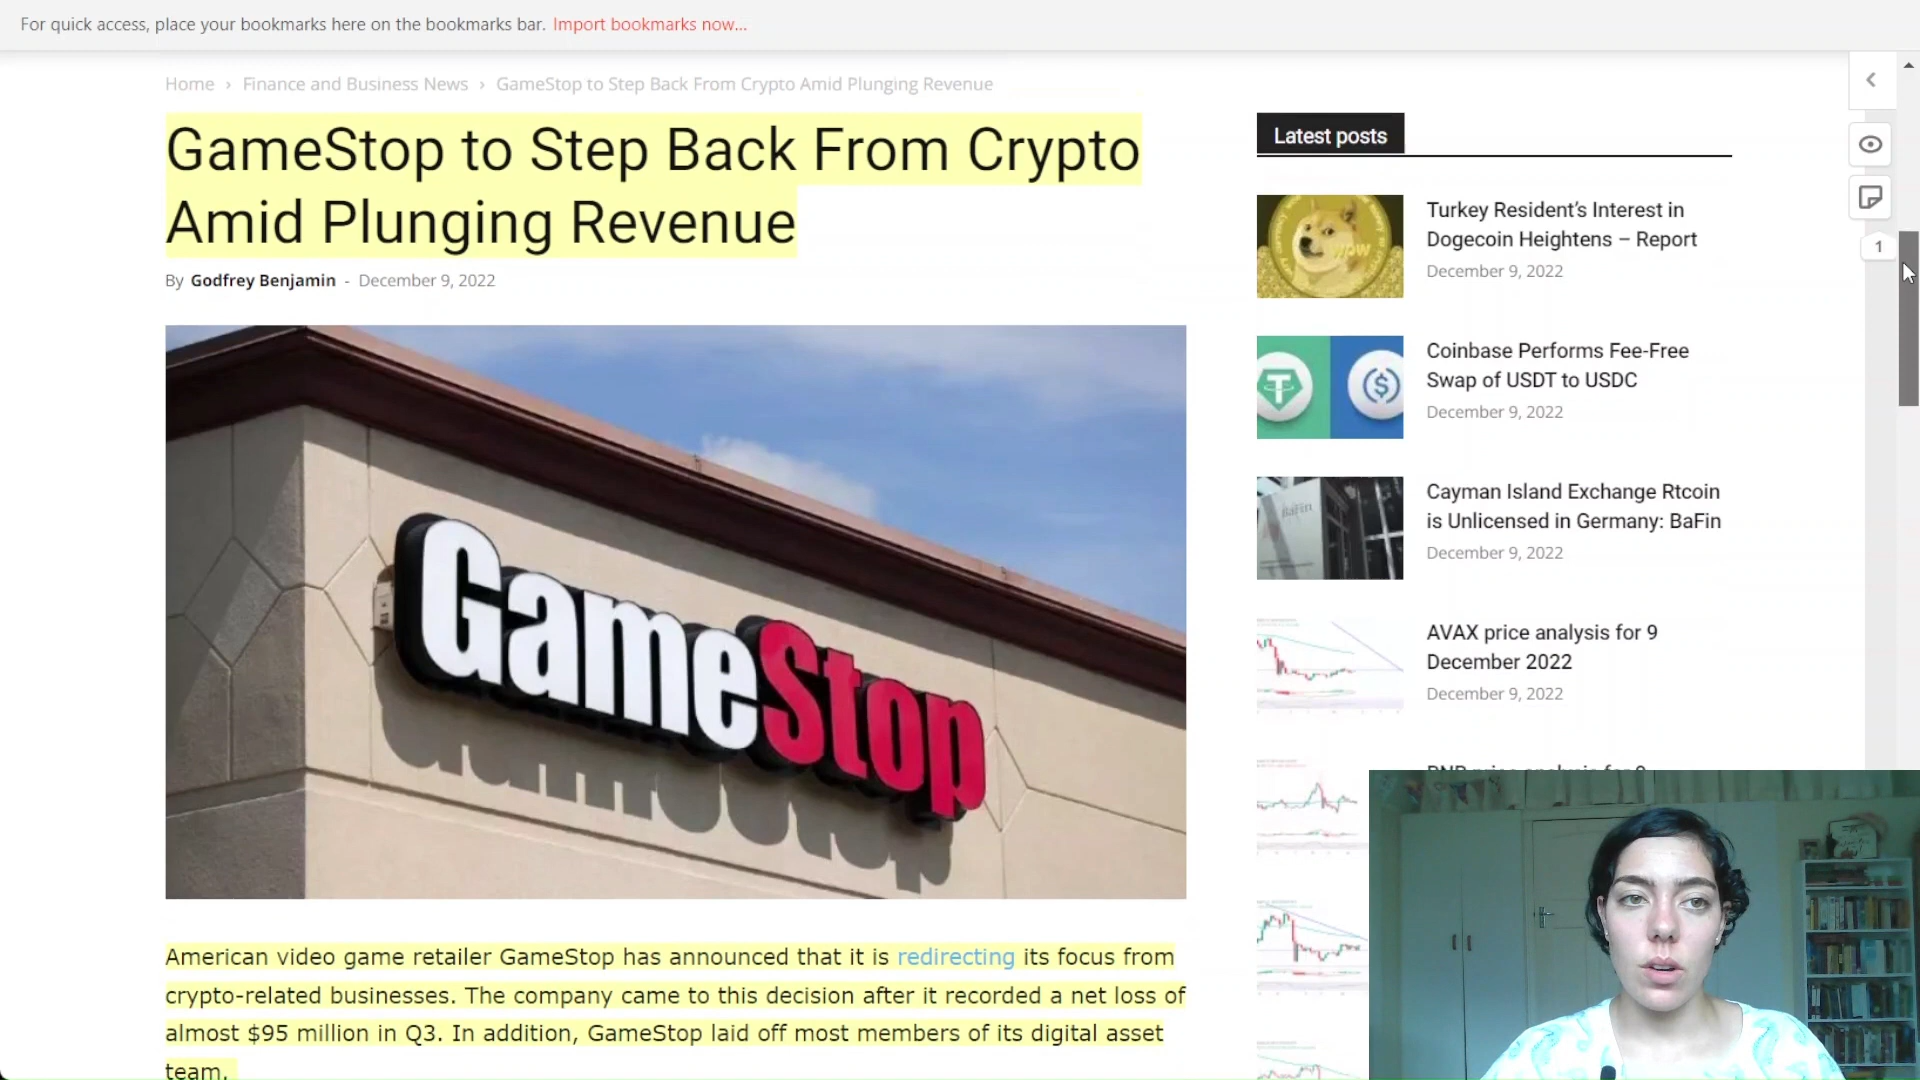 For quick access, place your bookmarks here on the bookmarks bar. Import bookmarks now...
Home › Finance and Business News › GameStop to Step Back From Crypto Amid Plunging Revenue
GameStop to Step Back From Crypto
Amid Plunging Revenue
By Godfrey Benjamin - December 9, 2022
GameStop
American video game retailer GameStop has announced that it is redirecting its focus from
crypto-related businesses. The company came to this decision after it recorded a net loss of
almost $95 million in Q3. In addition, GameStop laid off most members of its digital asset
team.
Latest posts
Turkey Resident’s Interest in
Dogecoin Heightens – Report
December 9, 2022
Coinbase Performs Fee-Free
Swap of USDT to USDC
December 9, 2022
BaFin
Cayman Island Exchange Rtcoin
is Unlicensed in Germany: BaFin
December 9, 2022
AVAX price analysis for 9
December 2022
December 9, 2022
1